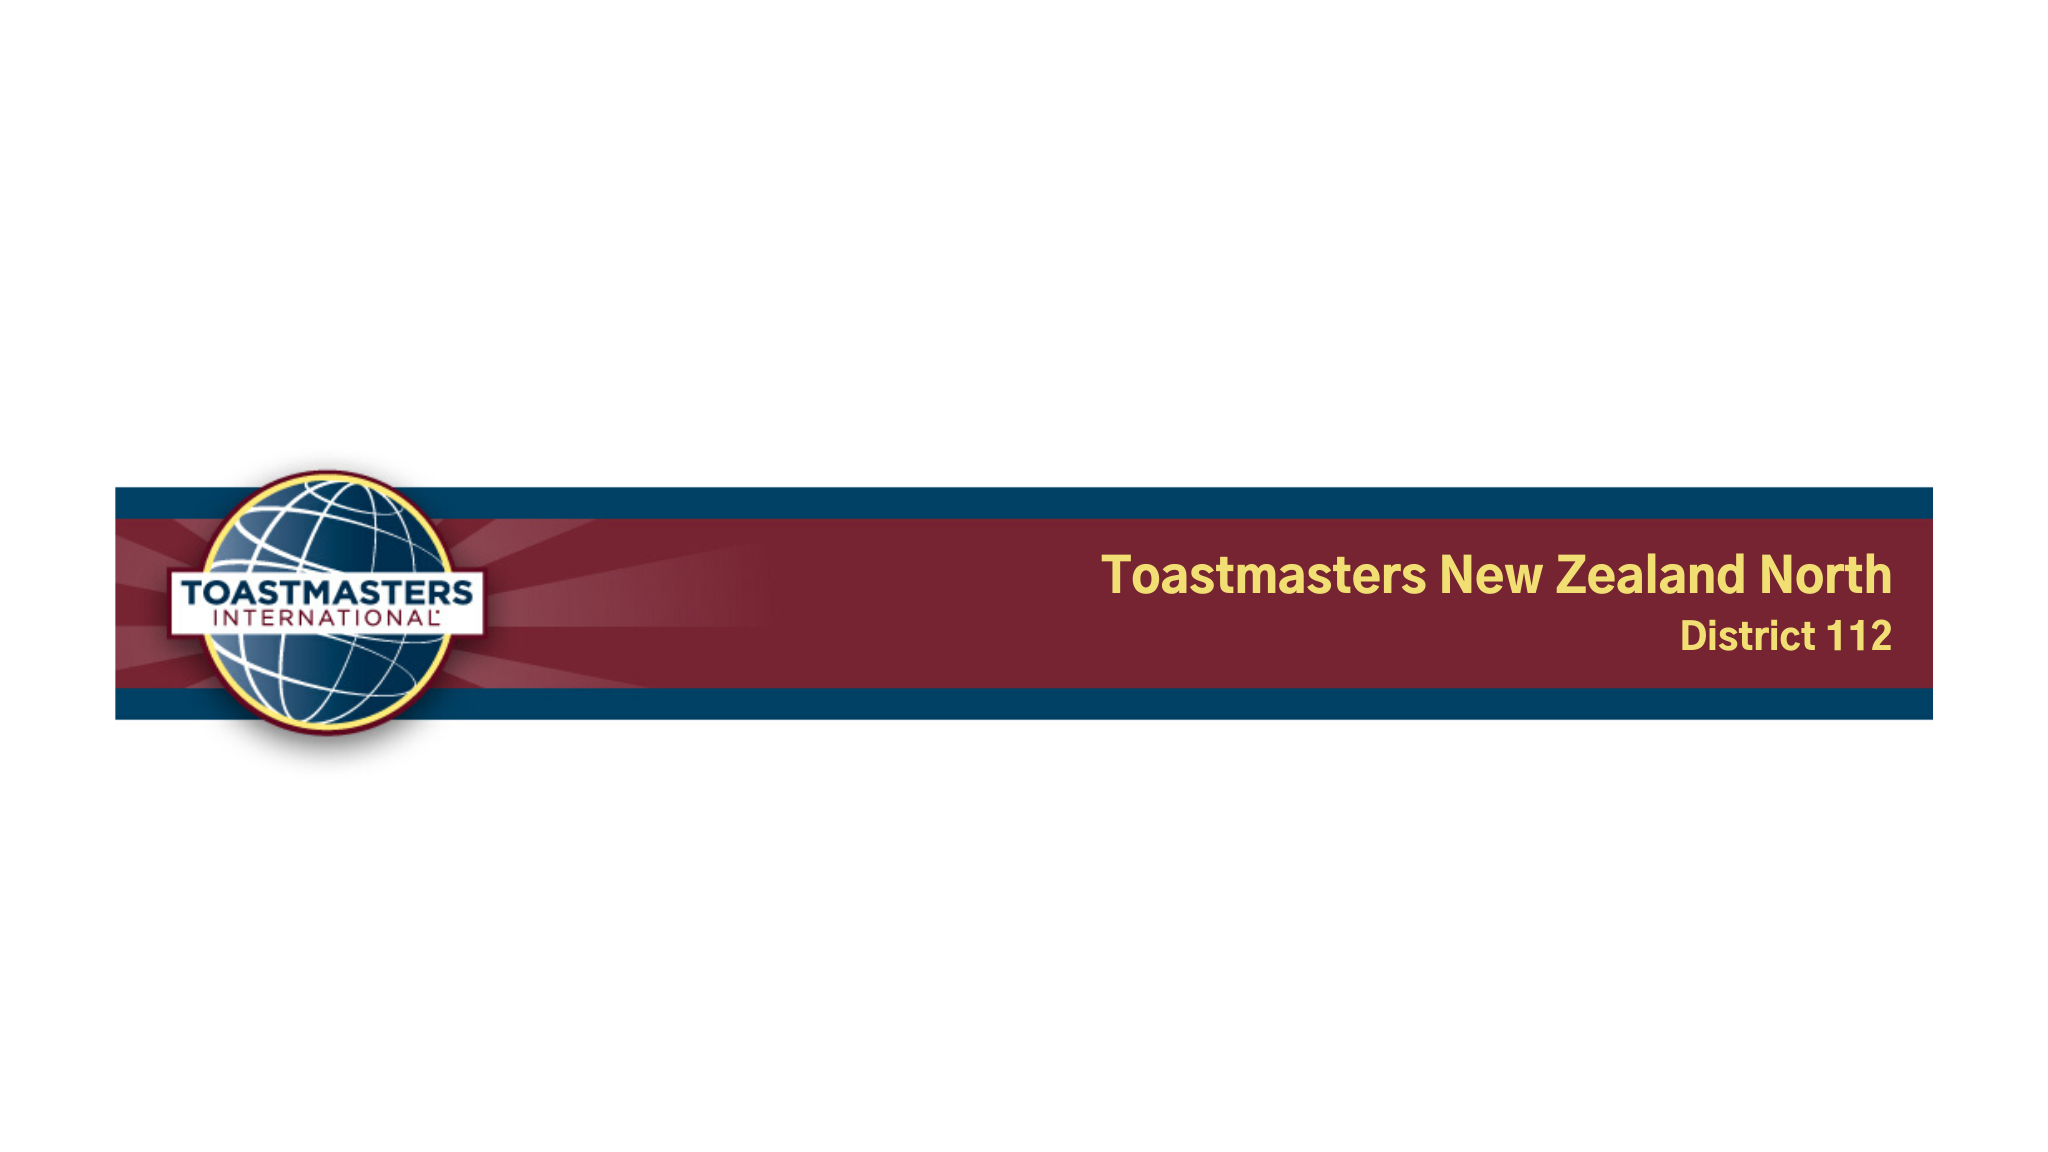 TOASTMASTERS
INTERNATIONAL
Toastmasters New Zealand North
District 112